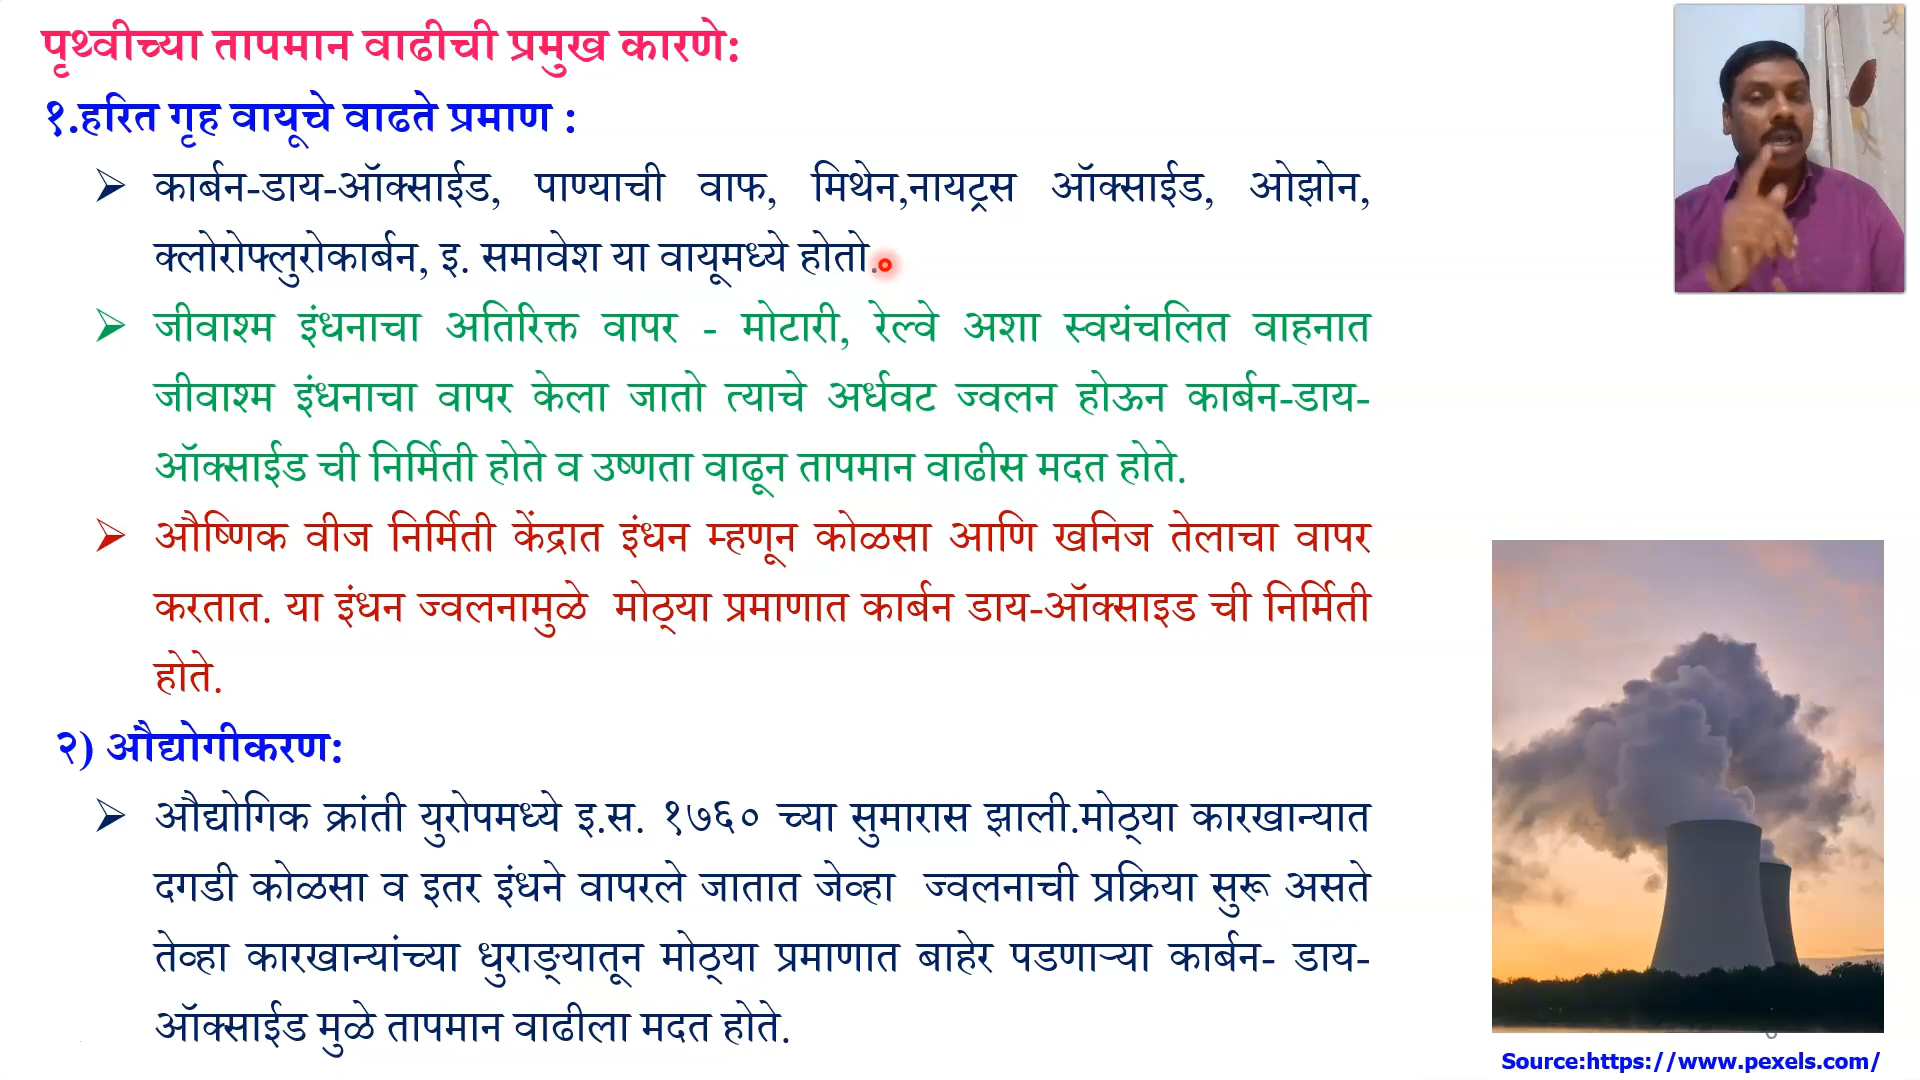 पृथ्वीच्या तापमान वाढीची प्रमुख कारणे:
१.हरित गृह वायूचे वाढते प्रमाण :
➢ कार्बन-डाय-ऑक्साईड, पाण्याची वाफ, मिथेन,नायट्रस ऑक्साईड, ओझोन,
क्लोरोफ्लुरोकार्बन, इ. समावेश या वायूमध्ये होतो.
➢ जीवाश्म इंधनाचा अतिरिक्त वापर - मोटारी, रेल्वे अशा स्वयंचलित वाहनात
जीवाश्म इंधनाचा वापर केला जातो त्याचे अर्धवट ज्वलन होऊन कार्बन-डाय-
ऑक्साईड ची निर्मिती होते व उष्णता वाढून तापमान वाढीस मदत होते.
➢ औष्णिक वीज निर्मिती केंद्रात इंधन म्हणून कोळसा आणि खनिज तेलाचा वापर
करतात. या इंधन ज्वलनामुळे मोठ्या प्रमाणात कार्बन डाय-ऑक्साइड ची निर्मिती
होते.
२) औद्योगीकरण:
➢ औद्योगिक क्रांती युरोपमध्ये इ.स. १७६० च्या सुमारास झाली.मोठ्या कारखान्यात
दगडी कोळसा व इतर इंधने वापरले जातात जेव्हा ज्वलनाची प्रक्रिया सुरू असते
तेव्हा कारखान्यांच्या धुराड्यातून मोठ्या प्रमाणात बाहेर पडणाऱ्या कार्बन- डाय-
ऑक्साईड मुळे तापमान वाढीला मदत होते.
Source:https://www.pexels.com/